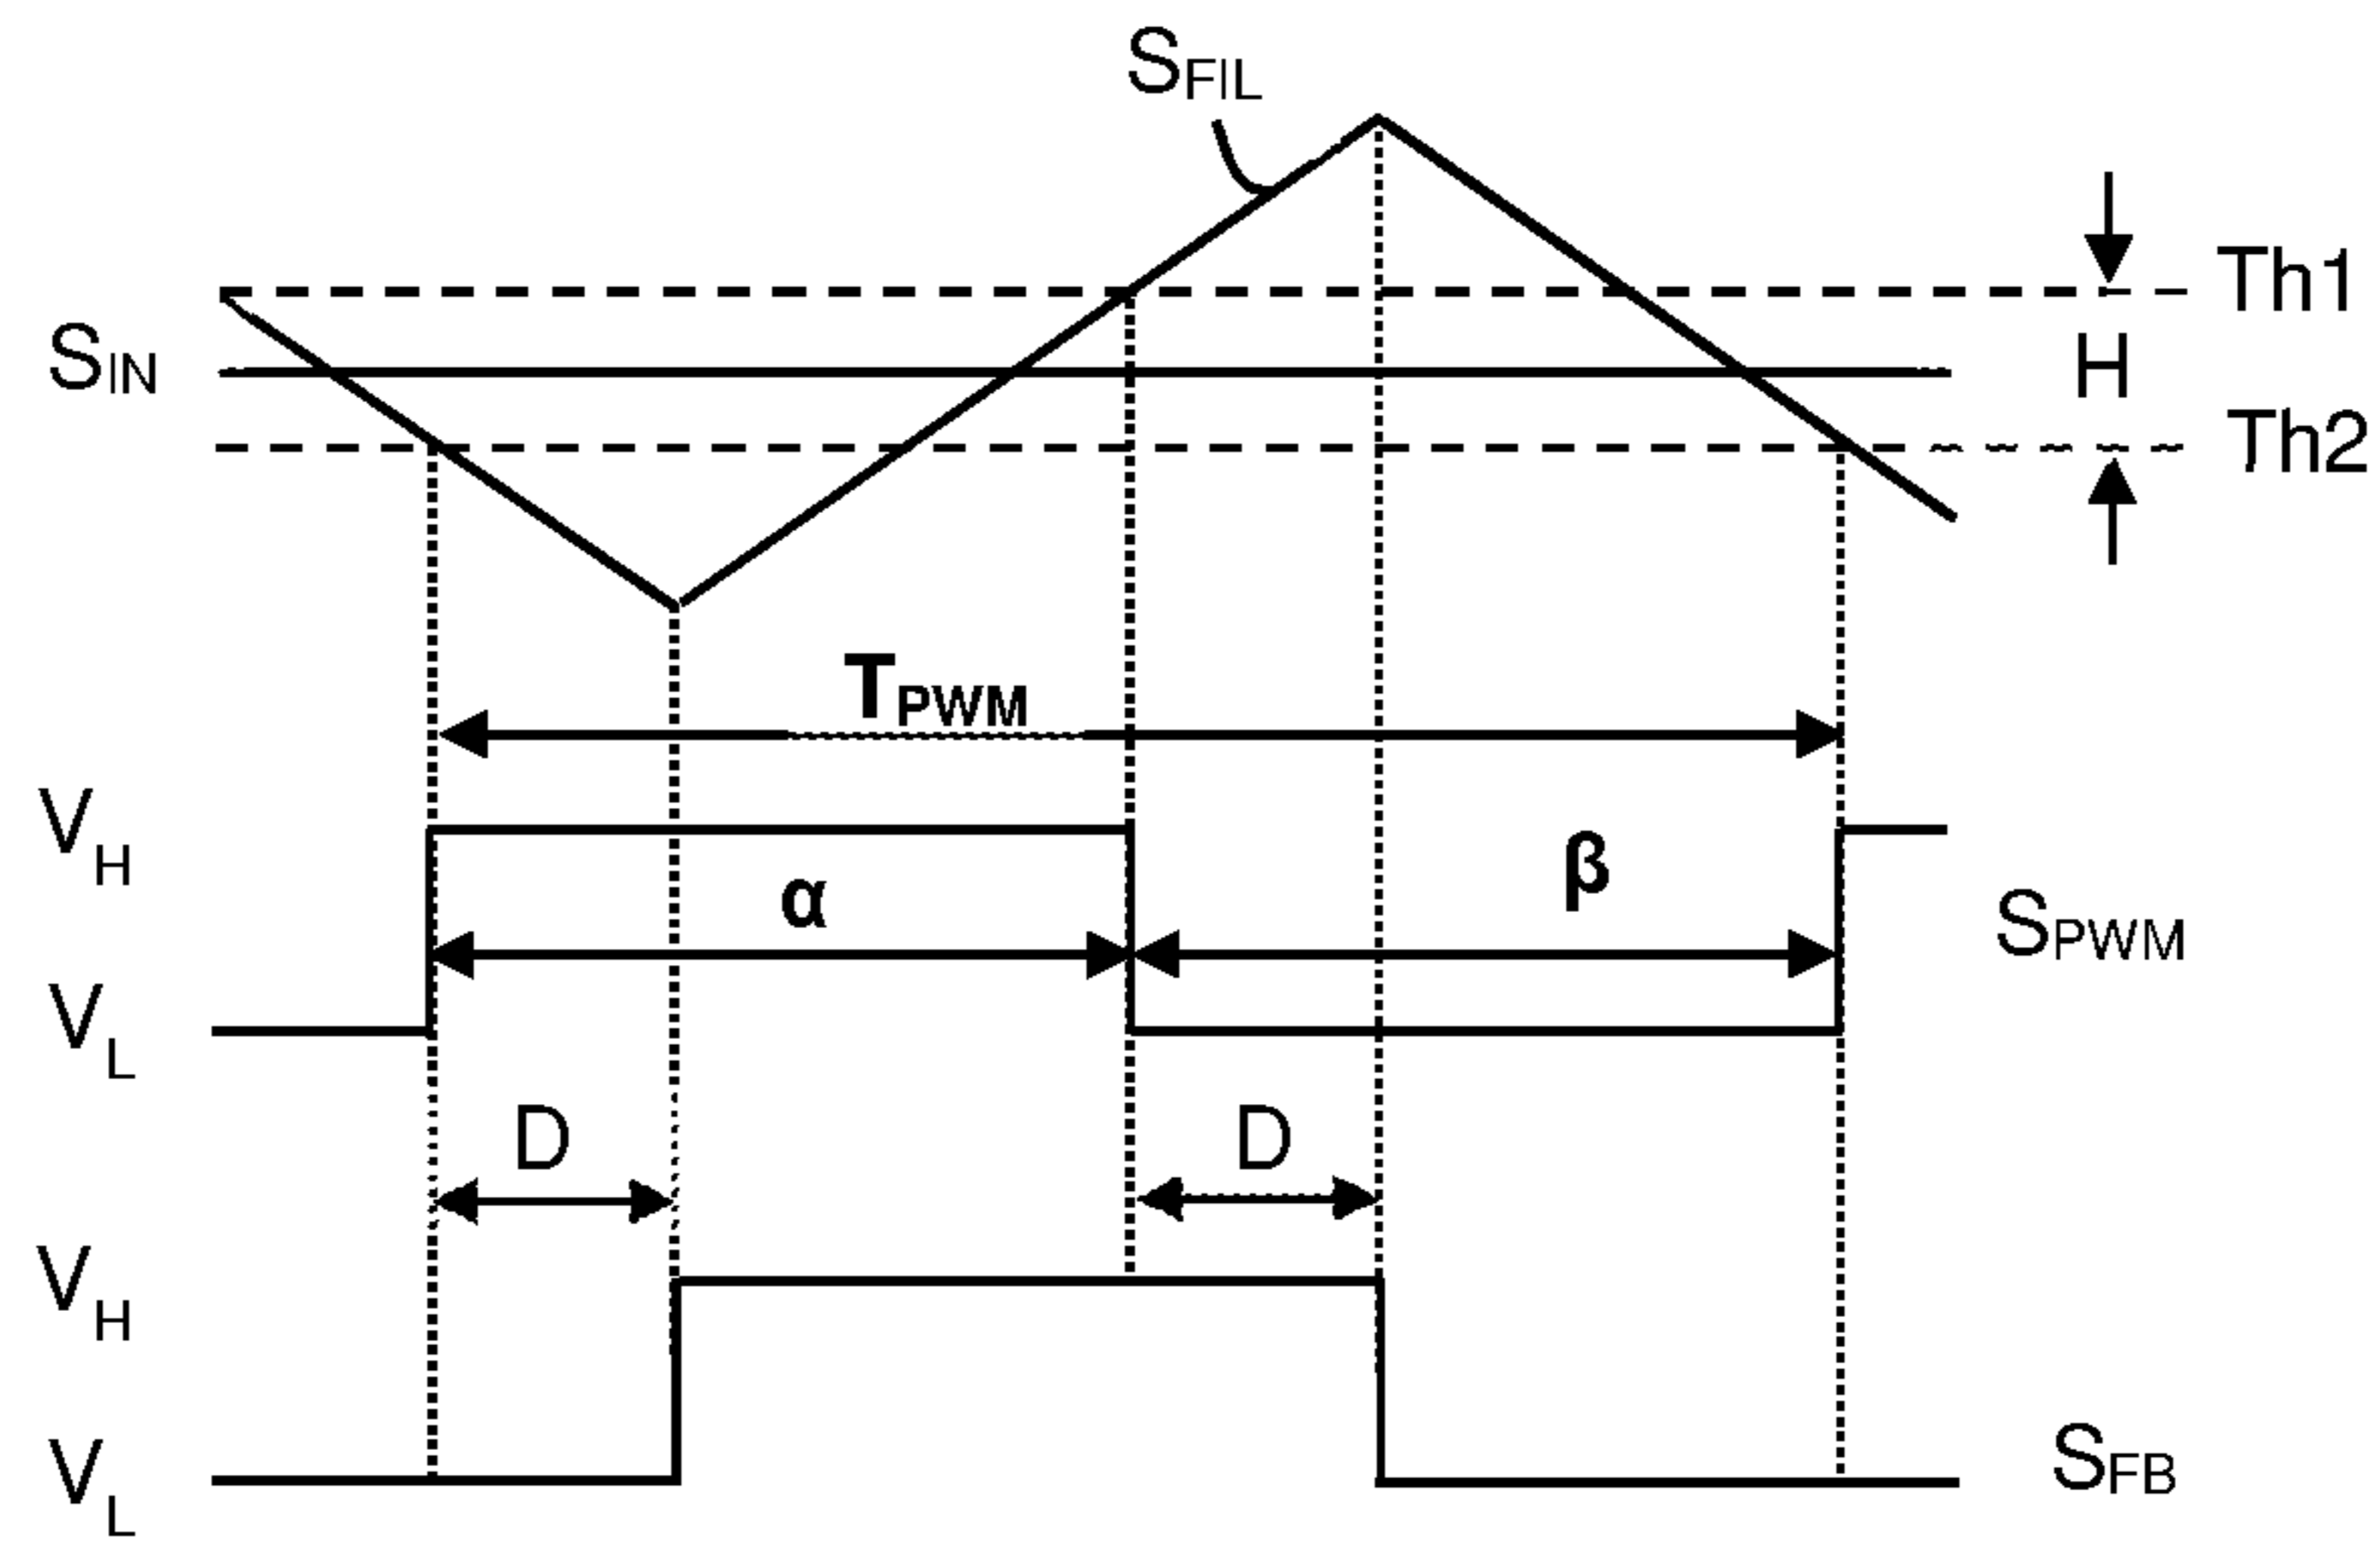 SFIL
Th1
SIN
H
Th2
TPWM
VH
α
β
SPWM
VL
D
D
VH
VL
SFB